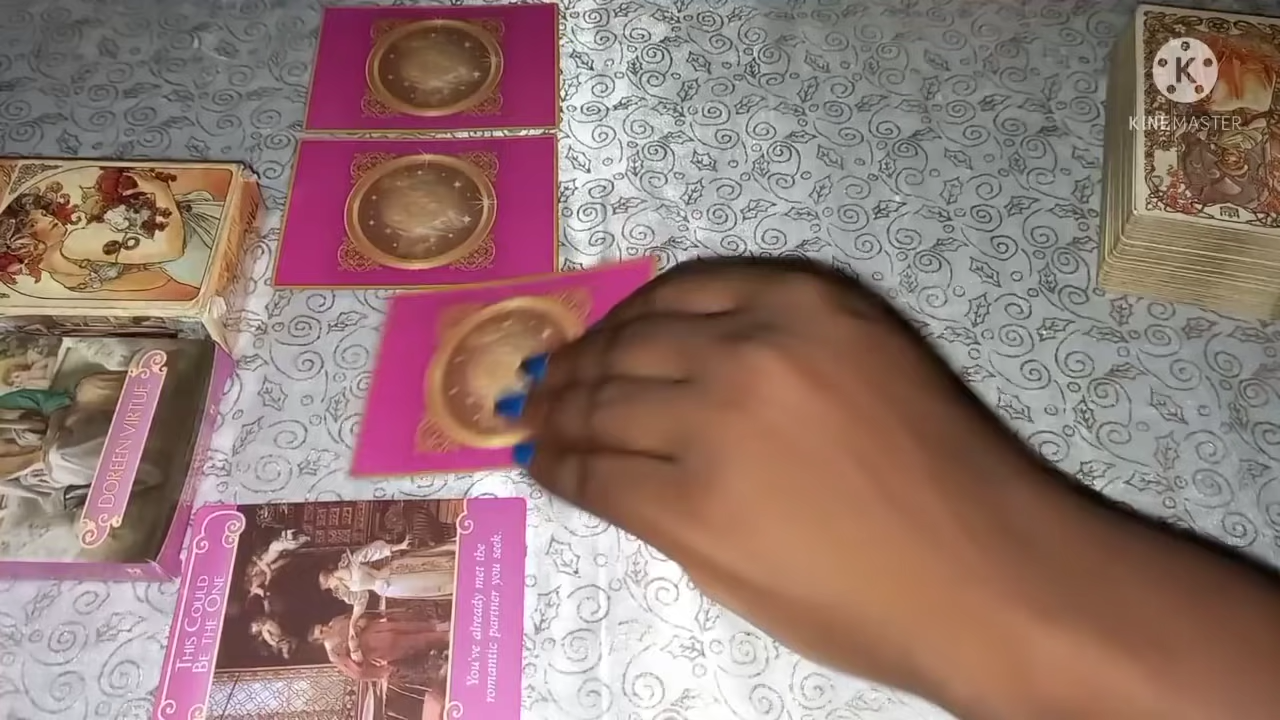 K
KINEMASTER
DOREEN VIRTUE
THIS COULD
BE THE ONE
You've already met the
romantic partner you seek.